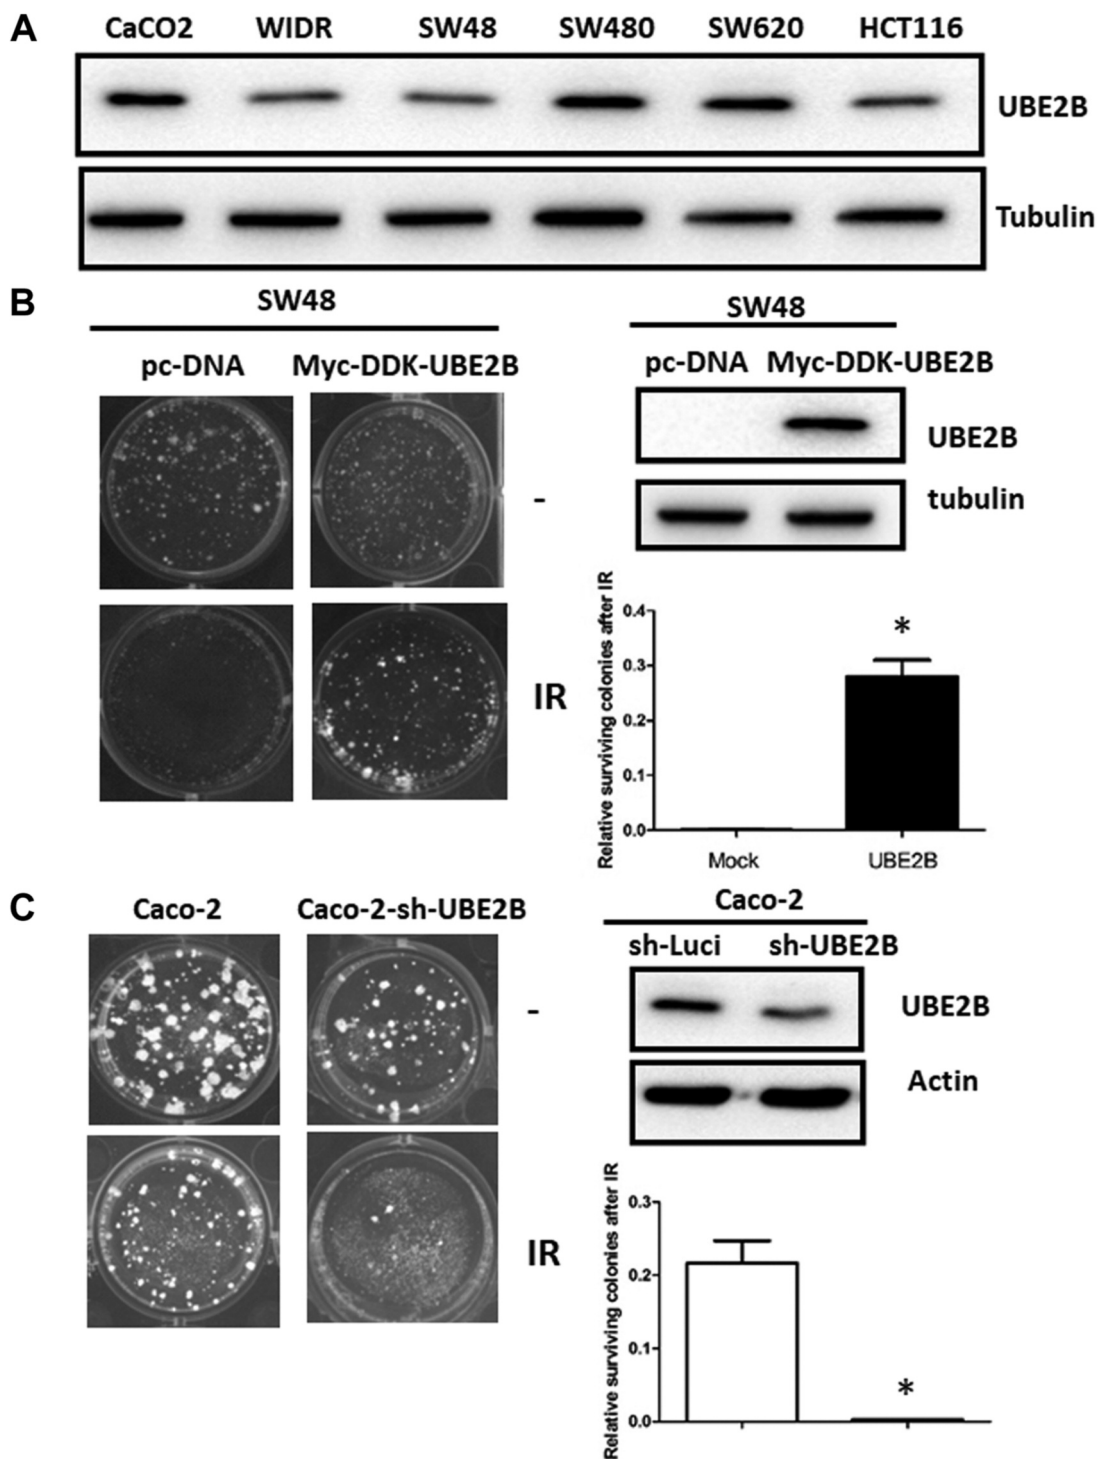 A
CaCO2 WIDR SW48 SW480 SW620 HCT116
UBE2B
Tubulin
B
SW48
pc-DNA Myc-DDK-UBE2B
-
IR
SW48
pc-DNA Myc-DDK-UBE2B
UBE2B
tubulin
Relative surviving colonies after IR
0.4
*
0.3
0.2
0.1
0.0
Mock UBE2B
C
Caco-2 Caco-2-sh-UBE2B
-
IR
Caco-2
sh-Luci sh-UBE2B
UBE2B
Actin
Relative surviving colonies after IR
0.3
0.2
0.1
*
0.0